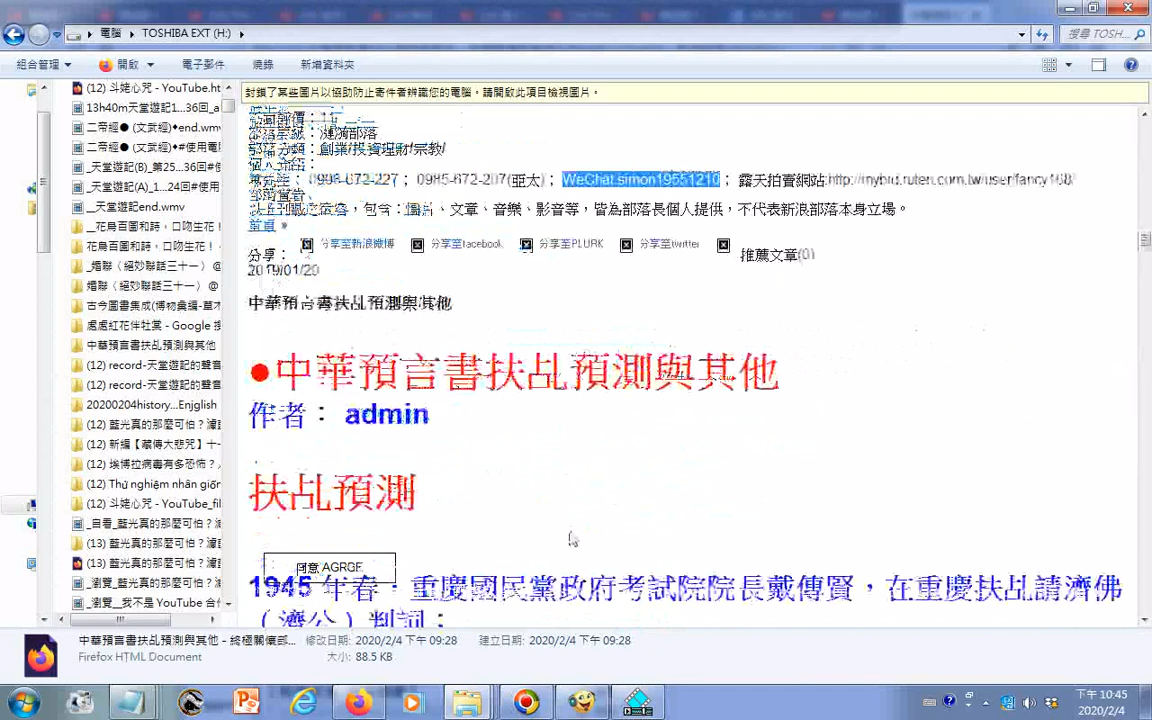 電腦 ▸ TOSHIBA EXT (H:) ▸
搜尋 TOSH...
組合管理 ▼ 開啟 ▼ 電子郵件 燒錄 新增資料夾
封鎖了某些圖片以協助防止寄件者辨識您的電腦。請開啟此項目檢視圖片。
(12) 斗姥心咒 - YouTube.ht
13h40m天堂遊記1...36回_a
二帝經● (文武經)♦end.wmv
二帝經● (文武經)♦#使用電
_天堂遊記(B)_第25...36回#使
_天堂遊記(A)_1...24回#使用
__天堂遊記end.wmv
__花鳥百圖和詩，口吻生花！
花鳥百圖和詩，口吻生花！
_婚聯〈絕妙聯話三十一〉@
婚聯〈絕妙聯話三十一〉@
古今圖書集成(博物彙編-草木
處處紅花伴社黨 - Google 搜
中華預言書扶乩預測與其他
(12) record-天堂遊記的聲音
(12) record-天堂遊記的聲音
20200204history...Enjglish
(12) 藍光真的那麼可怕？濾藍
(12) 新編【藏傳大悲咒】十一
(12) 埃博拉病毒有多恐怖？
(12) Thử nghiệm nhân giốn
(12) 斗姥心咒 - YouTube_fil
_自看_藍光真的那麼可怕？濾
(13) 藍光真的那麼可怕？濾藍
(13) 藍光真的那麼可怕？濾藍
_瀏覽_藍光真的那麼可怕？
_瀏覽__我不是 YouTube 合
部落分類：創業/投資理財/宗教/
0985-672-207(亞太)； WeChat:simon19551210； 露天拍賣網站:http://mybid.ruten.com.tw/user/fancy168
以上刊載之內容，包含：圖片、文章、音樂、影音等，皆為部落長個人提供，不代表新浪部落本身立場。
首頁 »
分享： 分享至新浪微博 分享至facebook 分享至PLURK 分享至twitter 推薦文章(0)
2019/01/20
中華預言書扶乩預測與其他
●中華預言書扶乩預測與其他
作者： admin
扶乩預測
同意 AGRGE
1945 年春，重慶國民黨政府考試院院長戴傳賢，在重慶扶乩請濟佛
（濟公）判詞：
中華預言書扶乩預測與其他 - 終極關懷部... 修改日期: 2020/2/4 下午 09:28 建立日期: 2020/2/4 下午 09:28
Firefox HTML Document 大小: 88.5 KB
下午 10:45
2020/2/4